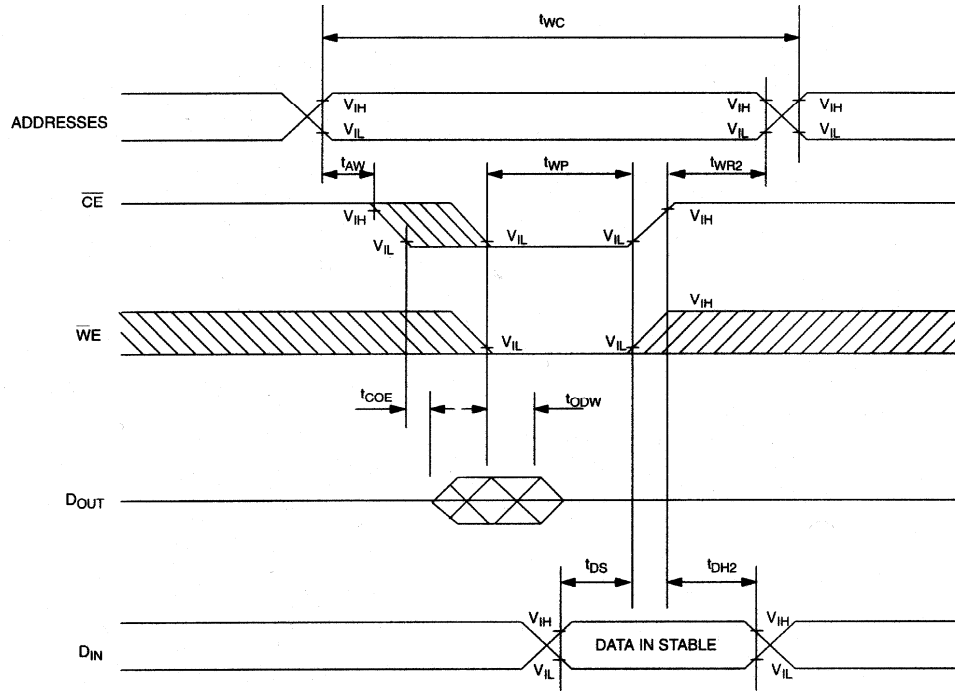 tWC
ADDRESSES VIH VIH VIH
VIL VIL VIL
tAW tWP tWR2
CE VIH VIH
VIL VIL VIL
VIH
WE VIL VIL
tCOE tODW
DOUT
tDS tDH2
VIH VIH
DIN DATA IN STABLE
VIL VIL